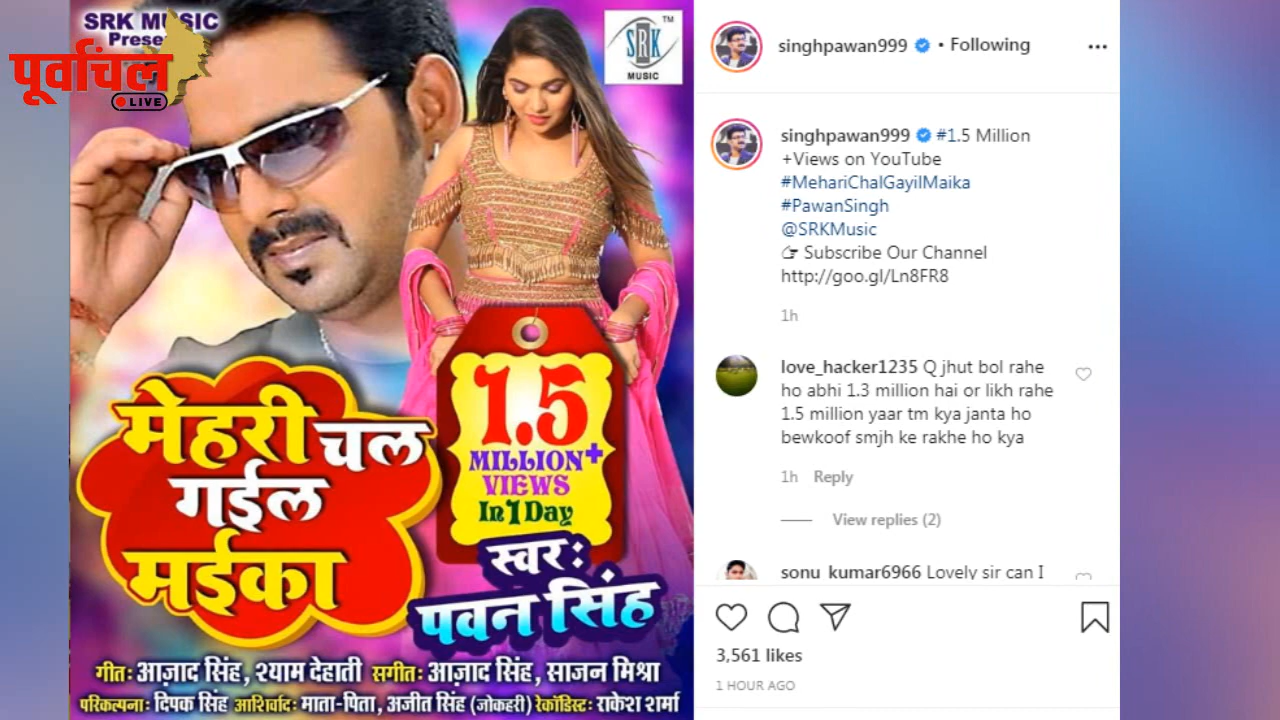 SRK MUSIC
Prese
पूर्वांचल
LIVE
SRK
TM
MUSIC
1.5
MILLION+
VIEWS
In 1 Day
मेहरी चल
गईल
मईका
स्वर:
पवन सिंह
गीत: आज़ाद सिंह, श्याम देहाती संगीत: आज़ाद सिंह, साजन मिश्रा
परिकल्पना: दिपक सिंह आशिर्वाद: माता-पिता, अजीत सिंह (जोकहरी) रेकॉडिस्ट: राकेश शर्मा
singhpawan999 • Following
singhpawan999 #1.5 Million
+Views on YouTube
#MehariChalGayilMaika
#PawanSingh
@SRKMusic
👉 Subscribe Our Channel
http://goo.gl/Ln8FR8
1h
love_hacker1235 Q jhut bol rahe
ho abhi 1.3 million hai or likh rahe
1.5 million yaar tm kya janta ho
bewkoof smjh ke rakhe ho kya
1h Reply
View replies (2)
sonu_kumar6966 Lovely sir can I
3,561 likes
1 HOUR AGO